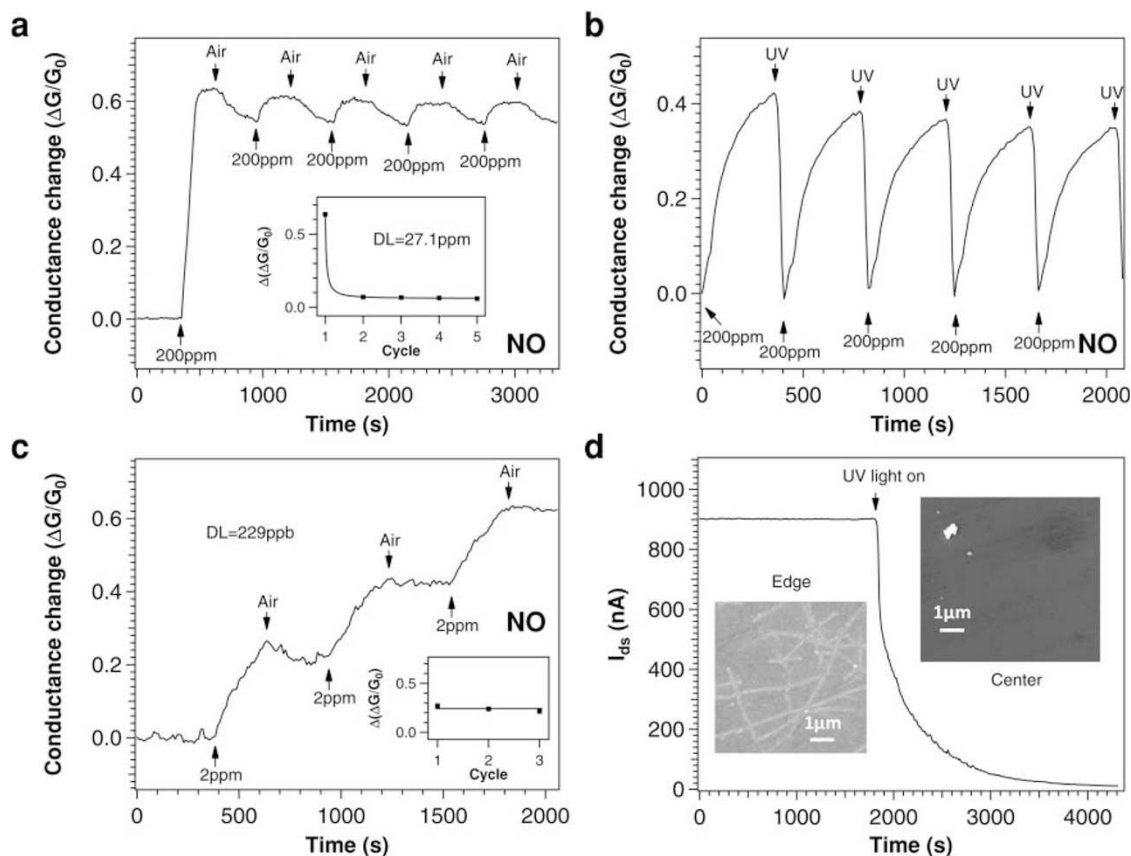 a
Conductance change (ΔG/G₀)
0.6
0.4
0.2
0.0
Air Air Air Air Air
200ppm 200ppm 200ppm 200ppm
200ppm
Δ(ΔG/G₀)
0.5
0.0
DL=27.1ppm
1 2 3 4 5
Cycle
NO
0 1000 2000 3000
Time (s)
b
Conductance change (ΔG/G₀)
0.4
0.2
0.0
UV UV UV UV UV
200ppm 200ppm 200ppm 200ppm 200ppm
NO
0 500 1000 1500 2000
Time (s)
c
Conductance change (ΔG/G₀)
0.6
0.4
0.2
0.0
DL=229ppb
Air
Air
Air
2ppm
2ppm
2ppm
NO
Δ(ΔG/G₀)
0.5
0.0
1 2 3
Cycle
0 500 1000 1500 2000
Time (s)
d
UV light on
I_ds (nA)
1000
800
600
400
200
0
Edge
1μm
1μm
Center
0 1000 2000 3000 4000
Time (s)